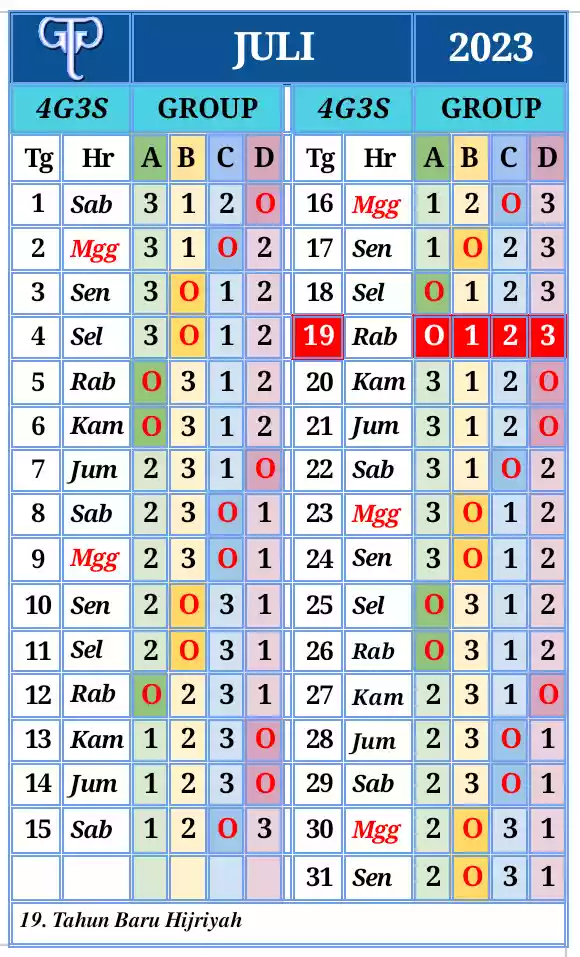 JULI 2023
4G3S GROUP 4G3S GROUP
Tg Hr A B C D Tg Hr A B C D
1 Sab 3 1 2 O 16 Mgg 1 2 O 3
2 Mgg 3 1 O 2 17 Sen 1 O 2 3
3 Sen 3 O 1 2 18 Sel O 1 2 3
4 Sel 3 O 1 2 19 Rab O 1 2 3
5 Rab O 3 1 2 20 Kam 3 1 2 O
6 Kam O 3 1 2 21 Jum 3 1 2 O
7 Jum 2 3 1 O 22 Sab 3 1 O 2
8 Sab 2 3 O 1 23 Mgg 3 O 1 2
9 Mgg 2 3 O 1 24 Sen 3 O 1 2
10 Sen 2 O 3 1 25 Sel O 3 1 2
11 Sel 2 O 3 1 26 Rab O 3 1 2
12 Rab O 2 3 1 27 Kam 2 3 1 O
13 Kam 1 2 3 O 28 Jum 2 3 O 1
14 Jum 1 2 3 O 29 Sab 2 3 O 1
15 Sab 1 2 O 3 30 Mgg 2 O 3 1
31 Sen 2 O 3 1
19. Tahun Baru Hijriyah